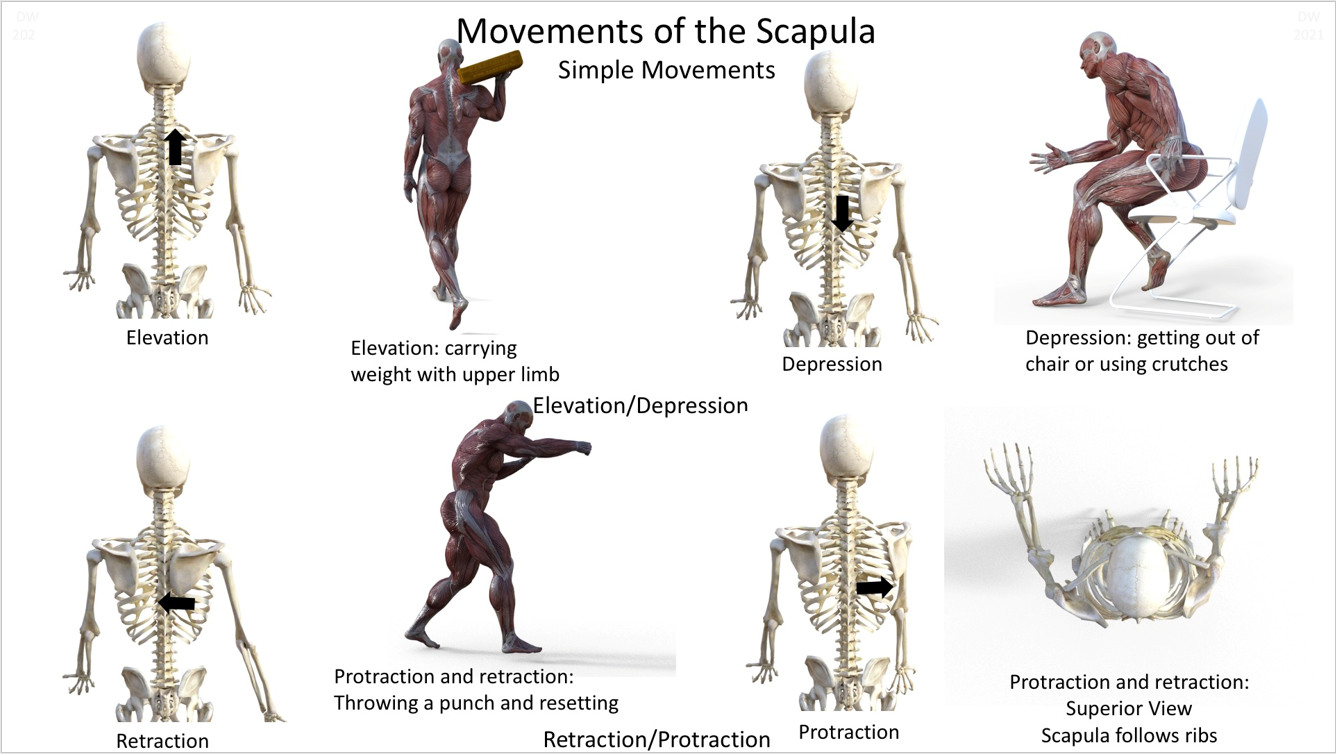 DW
202
DW
2021
Movements of the Scapula
Simple Movements
Elevation
Elevation: carrying
weight with upper limb
Depression
Depression: getting out of
chair or using crutches
Elevation/Depression
Retraction
Protraction and retraction:
Throwing a punch and resetting
Retraction/Protraction
Protraction
Protraction and retraction:
Superior View
Scapula follows ribs